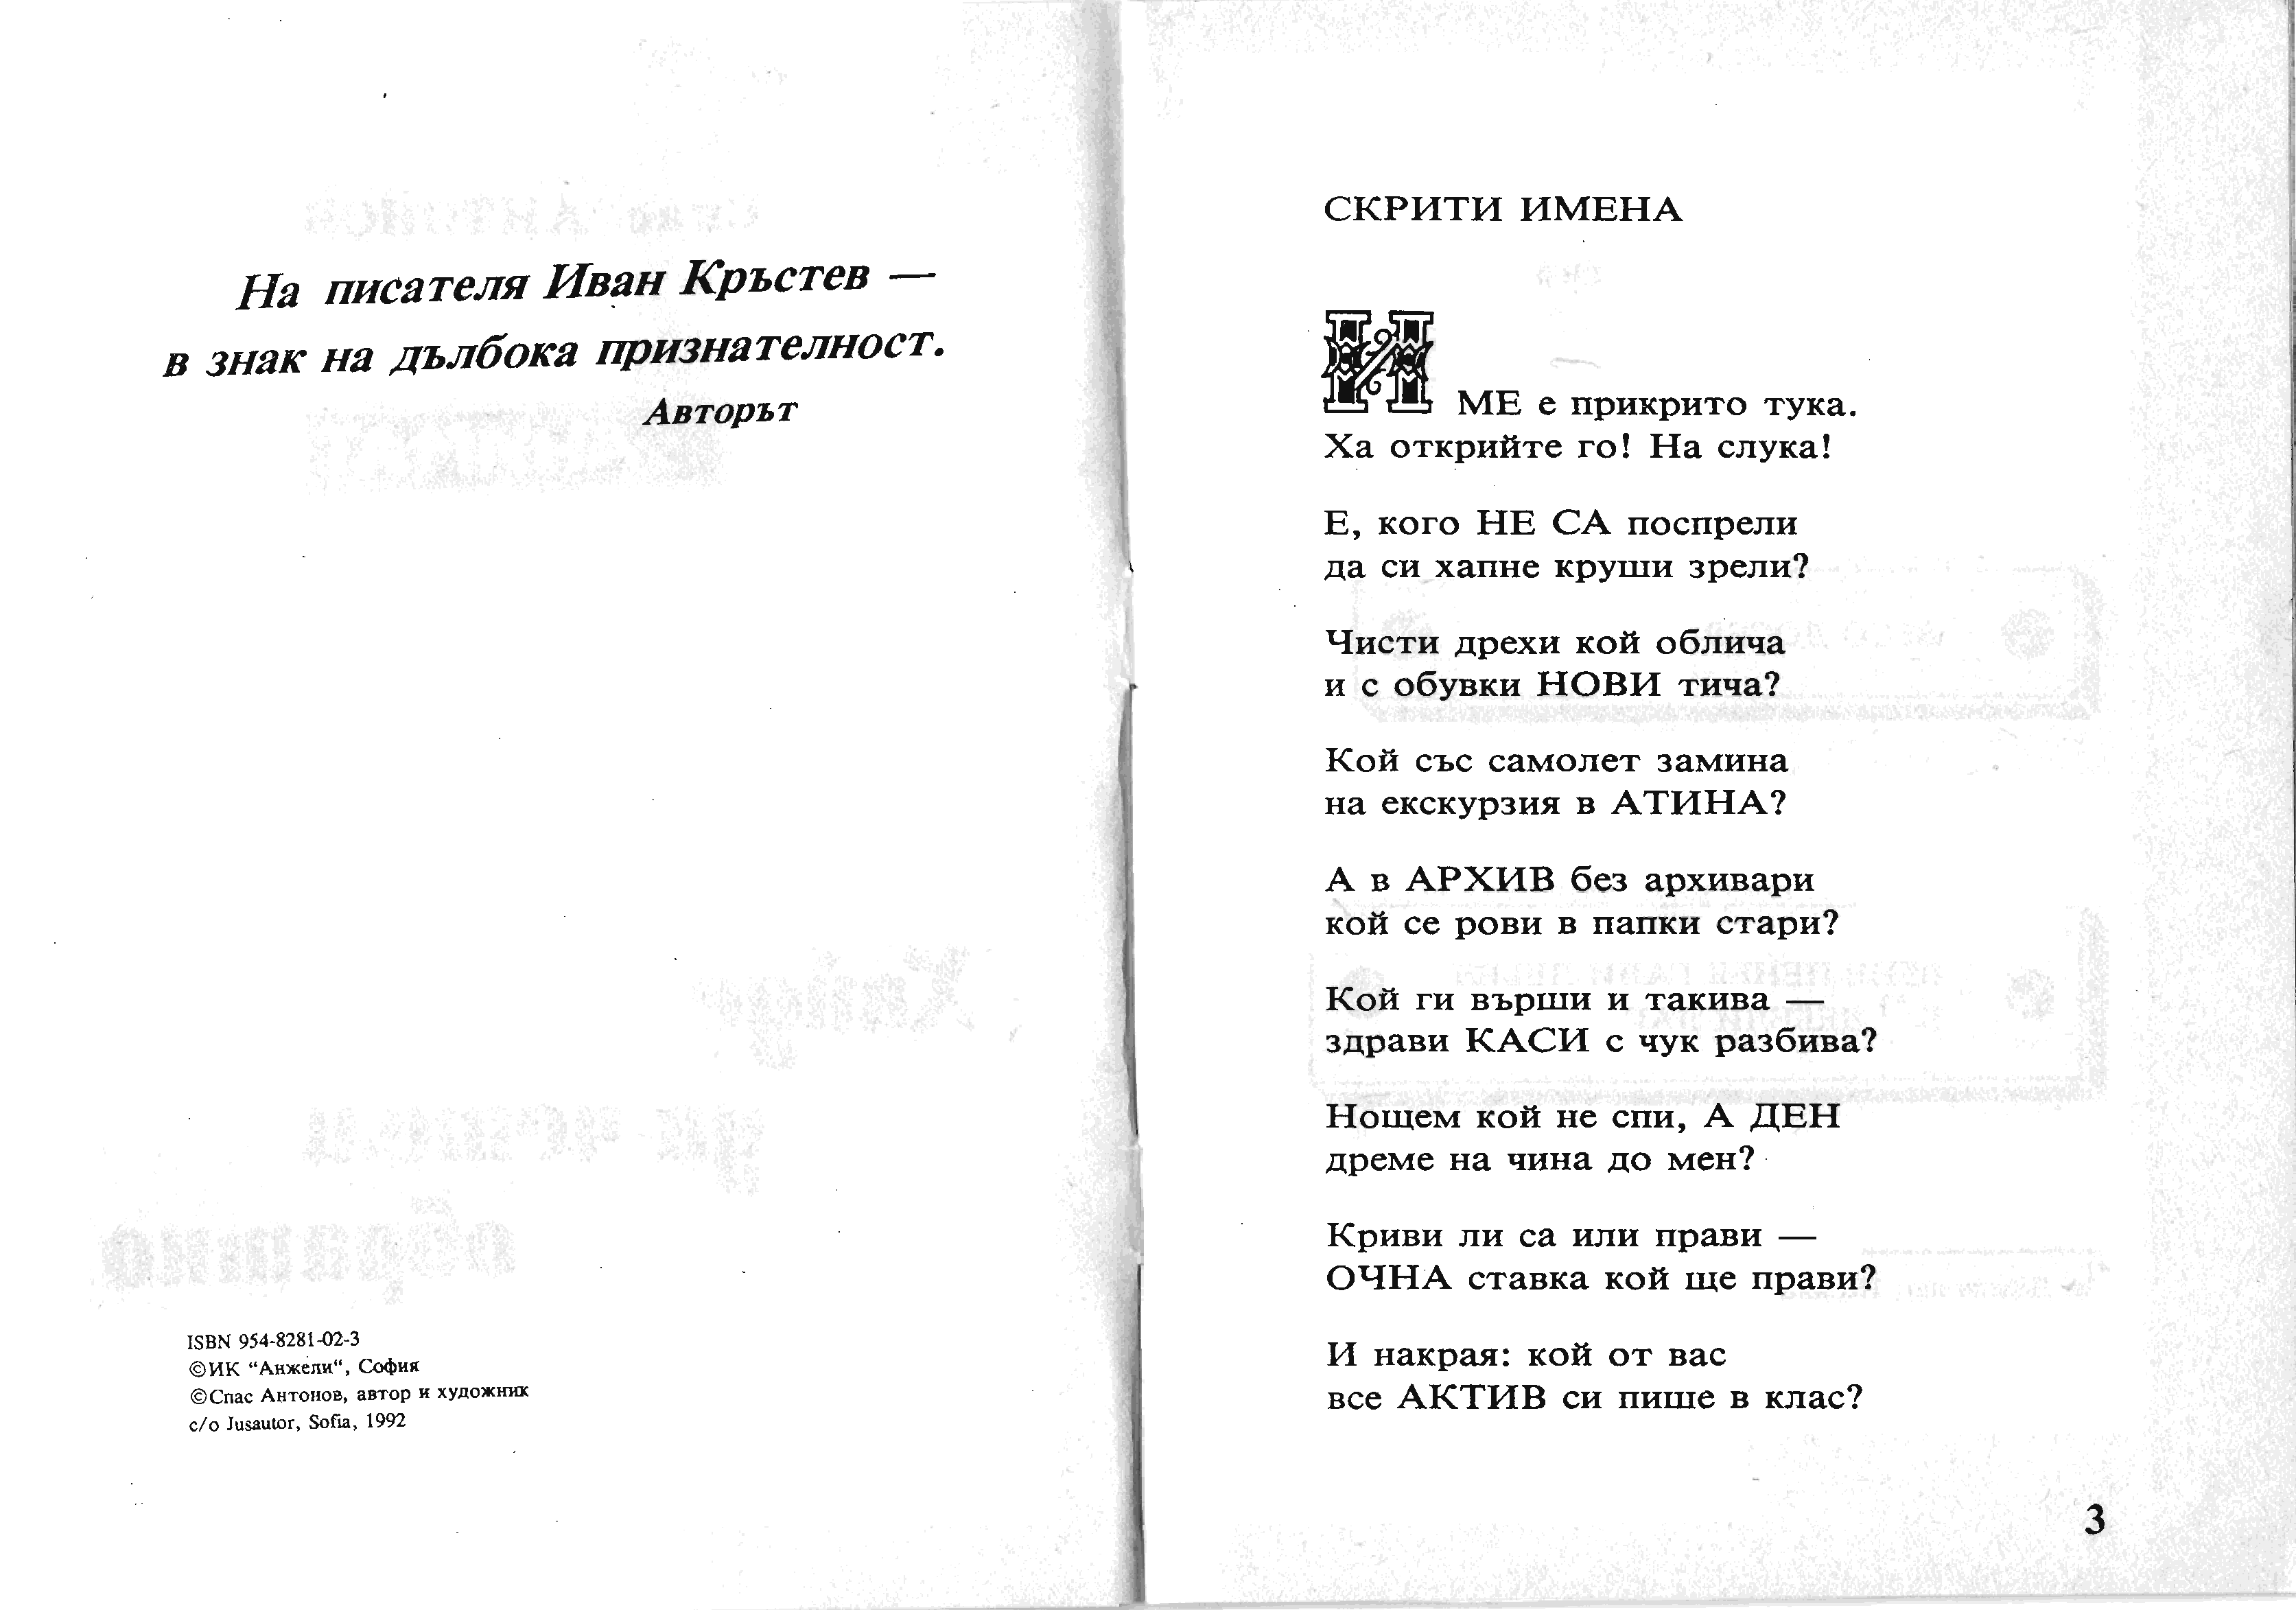 На писателя Иван Кръстев —
в знак на дълбока признателност.
Авторът
ISBN 954-8281-02-3
©ИК “Анжели“, София
©Спас Антонов, автор и художник
c/o Jusautor, Sofia, 1992
СКРИТИ ИМЕНА
ИМЕ е прикрито тука.
Ха открийте го! На слука!
Е, кого НЕ СА поспрели
да си хапне круши зрели?
Чисти дрехи кой облича
и с обувки НОВИ тича?
Кой със самолет замина
на екскурзия в АТИНА?
А в АРХИВ без архивари
кой се рови в папки стари?
Кой ги върши и такива —
здрави КАСИ с чук разбива?
Нощем кой не спи, А ДЕН
дреме на чина до мен?
Криви ли са или прави —
ОЧНА ставка кой ще прави?
И накрая: кой от вас
все АКТИВ си пише в клас?
3